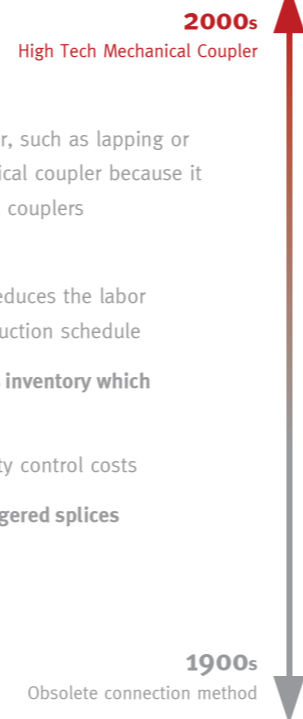 2000s
High Tech Mechanical Coupler
r, such as lapping or
ical coupler because it
couplers
educes the labor
uction schedule
inventory which
ty control costs
gered splices
1900s
Obsolete connection method